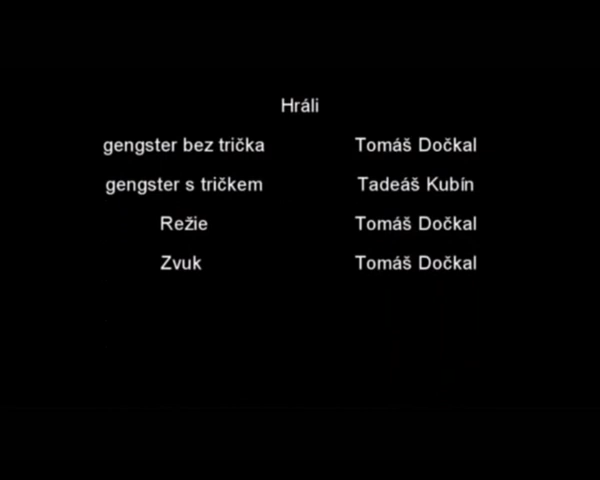 Hráli
gengster bez trička Tomáš Dočkal
gengster s tričkem Tadeáš Kubín
Režie Tomáš Dočkal
Zvuk Tomáš Dočkal